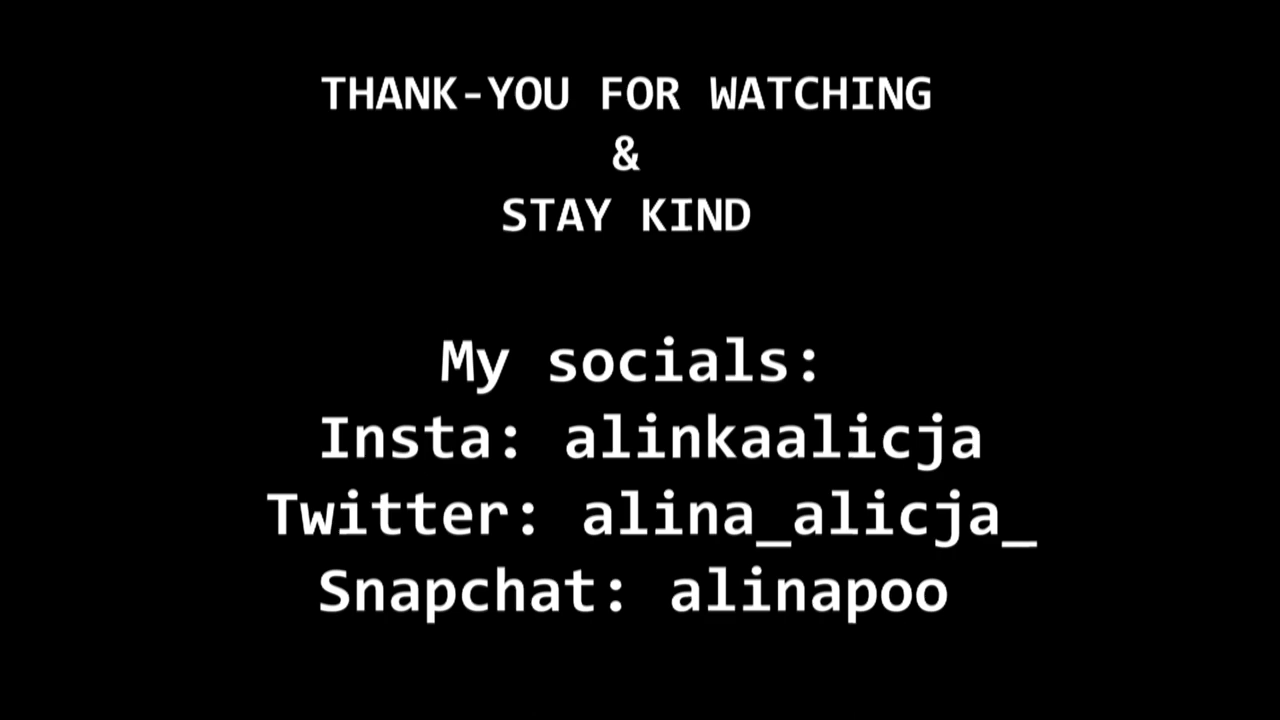 THANK-YOU FOR WATCHING
&
STAY KIND
My socials:
Insta: alinkaalicja
Twitter: alina_alicja_
Snapchat: alinapoo